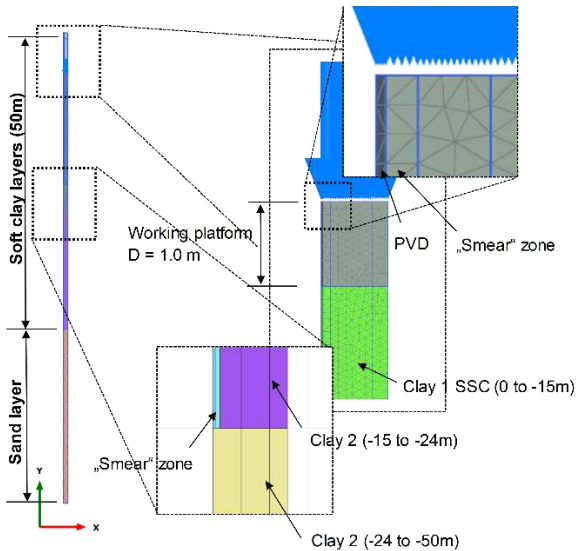 Soft clay layers (50m)
Sand layer
Y
X
Working platform
D = 1.0 m
PVD
„Smear“ zone
Clay 1 SSC (0 to -15m)
„Smear“ zone
Clay 2 (-15 to -24m)
Clay 2 (-24 to -50m)